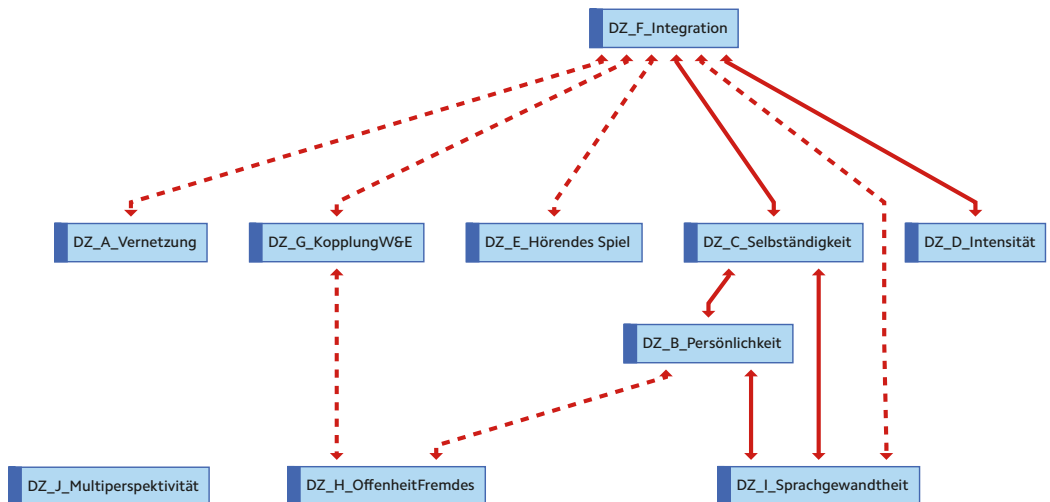 DZ_F_Integration
DZ_A_Vernetzung
DZ_G_KopplungW&E
DZ_E_Hörendes Spiel
DZ_C_Selbständigkeit
DZ_D_Intensität
DZ_B_Persönlichkeit
DZ_J_Multiperspektivität
DZ_H_OffenheitFremdes
DZ_I_Sprachgewandtheit